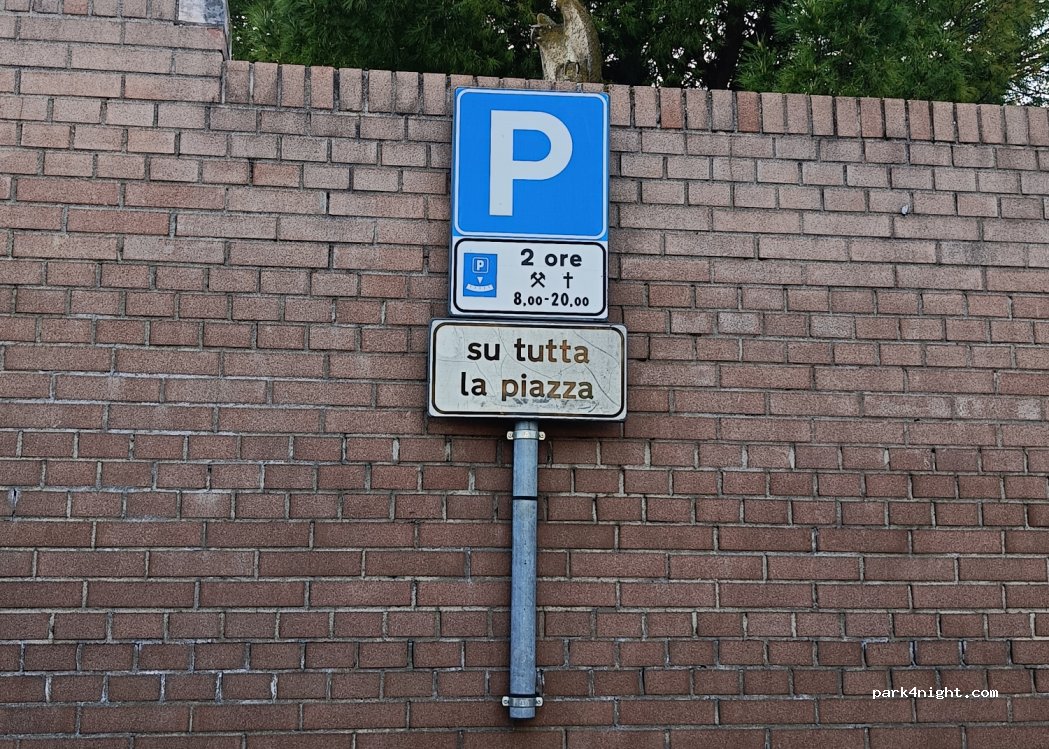 P
P
2 ore
8,00-20,00
su tutta
la piazza
park4night.com